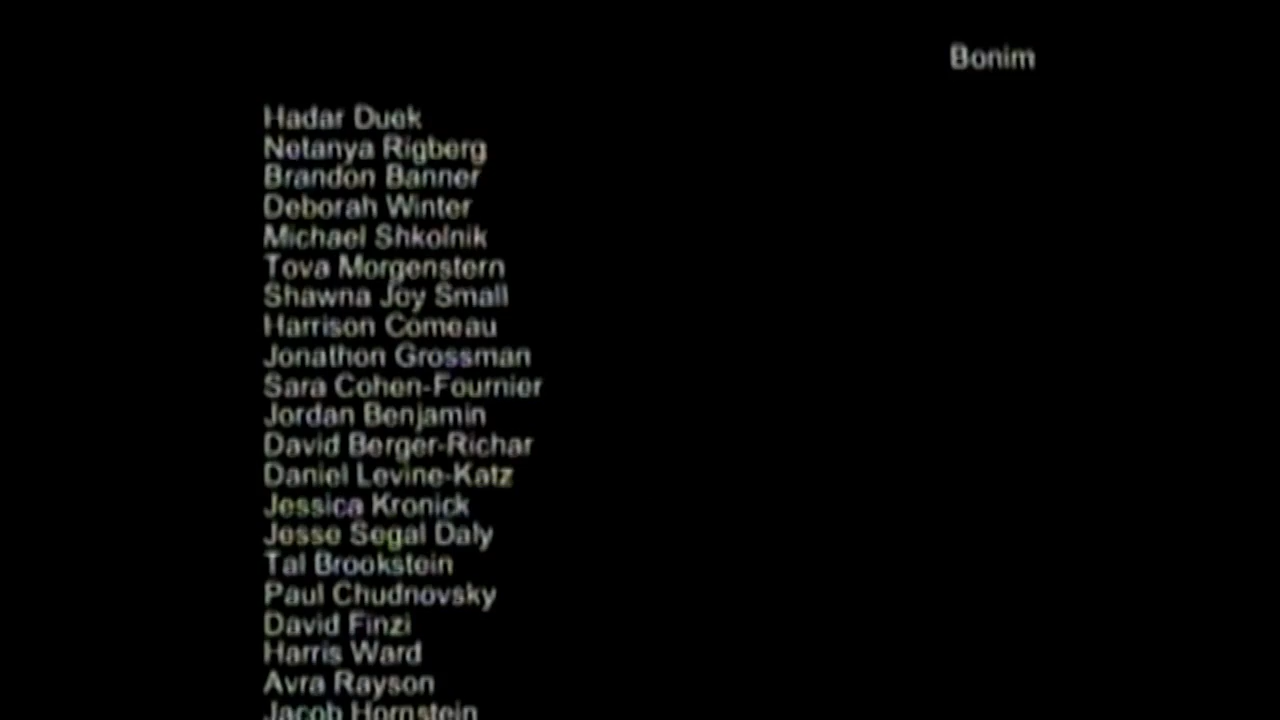 Bonim
Hadar Duek
Netanya Rigberg
Brandon Banner
Deborah Winter
Michael Shkolnik
Tova Morgenstern
Shawna Joy Small
Harrison Comeau
Jonathon Grossman
Sara Cohen-Fournier
Jordan Benjamin
David Berger-Richar
Daniel Levine-Katz
Jessica Kronick
Jesse Segal Daly
Tal Brookstein
Paul Chudnovsky
David Finzi
Harris Ward
Avra Rayson
Jacob Hornstein